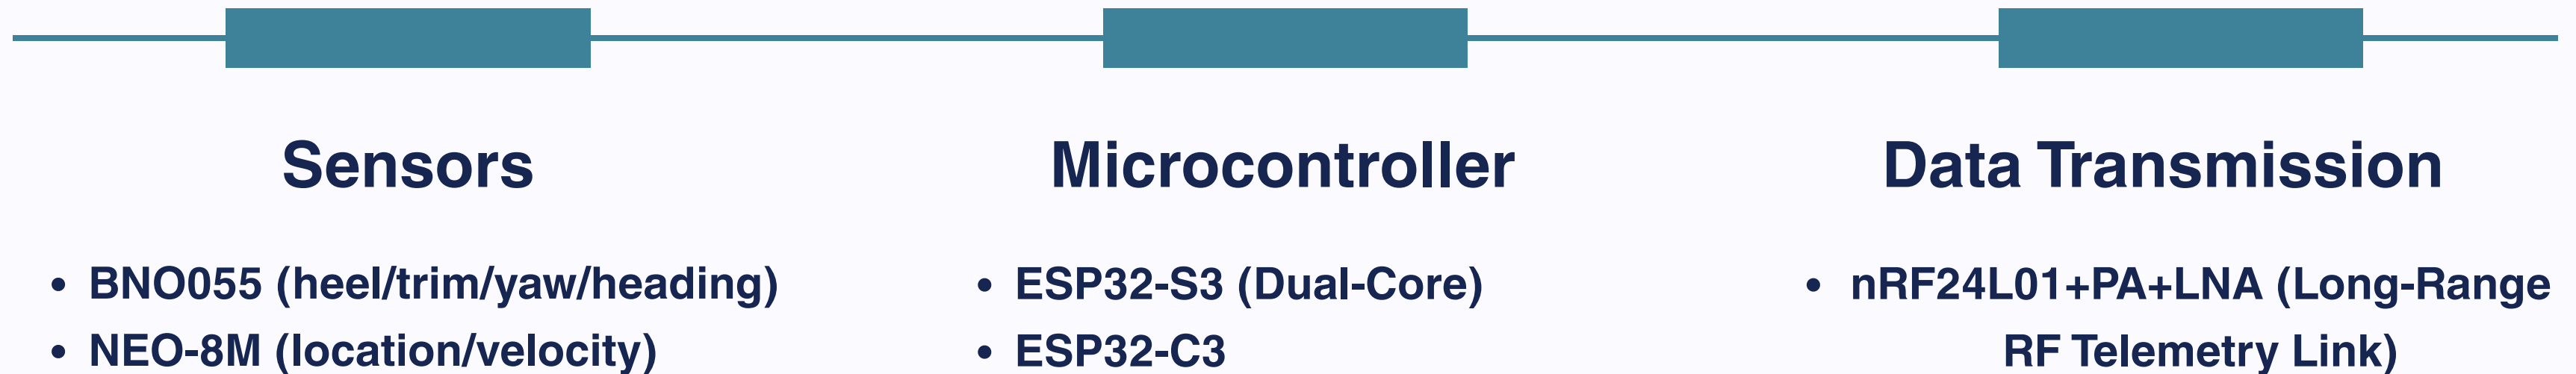 Sensors
• BNO055 (heel/trim/yaw/heading)
• NEO-8M (location/velocity)
Microcontroller
• ESP32-S3 (Dual-Core)
• ESP32-C3
Data Transmission
• nRF24L01+PA+LNA (Long-Range
RF Telemetry Link)